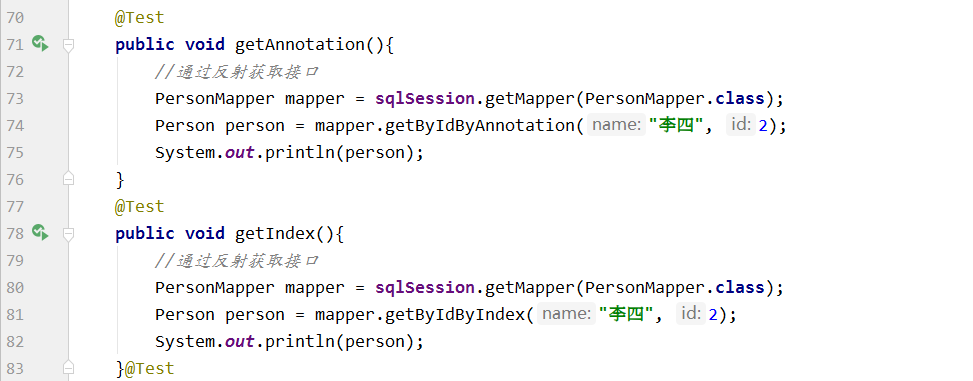 70 @Test
71 public void getAnnotation(){
72 //通过反射获取接口
73 PersonMapper mapper = sqlSession.getMapper(PersonMapper.class);
74 Person person = mapper.getByIdByAnnotation( name: "李四", id: 2);
75 System.out.println(person);
76 }
77 @Test
78 public void getIndex(){
79 //通过反射获取接口
80 PersonMapper mapper = sqlSession.getMapper(PersonMapper.class);
81 Person person = mapper.getByIdByIndex( name: "李四", id: 2);
82 System.out.println(person);
83 }@Test